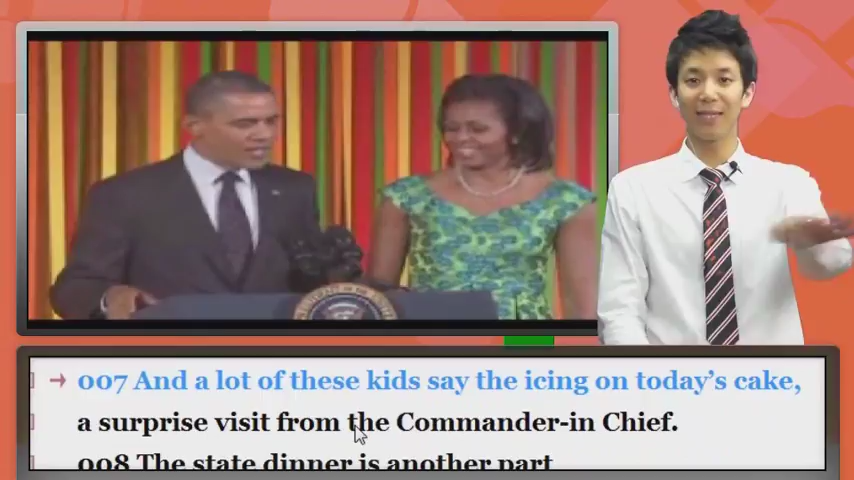 007 And a lot of these kids say the icing on today's cake,
a surprise visit from the Commander-in Chief.
008 The state dinner is another part